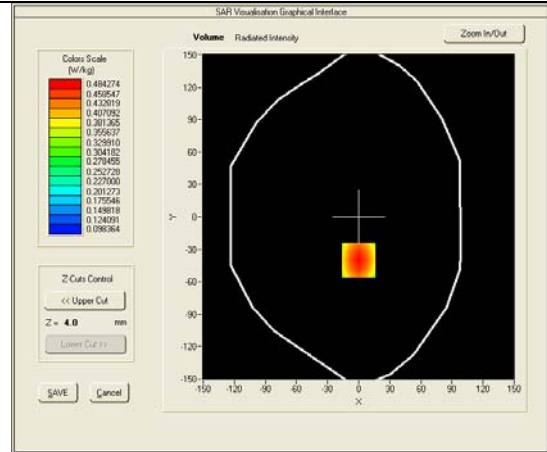 SAR Visualisation Graphical Interface
Volume Radiated Intensity
Zoom In/Out
Colors Scale
(W/kg)
0.484274
0.458547
0.432819
0.407092
0.381365
0.355637
0.329910
0.304182
0.278455
0.252728
0.227000
0.201273
0.175546
0.149818
0.124091
0.098364
Z-Cuts Control
<< Upper Cut
Z = 4.0 mm
Lower Cut >>
SAVE
Cancel
Y
150
120
90
60
30
0
-30
-60
-90
-120
-150
-150 -120 -90 -60 -30 0 30 60 90 120 150
X